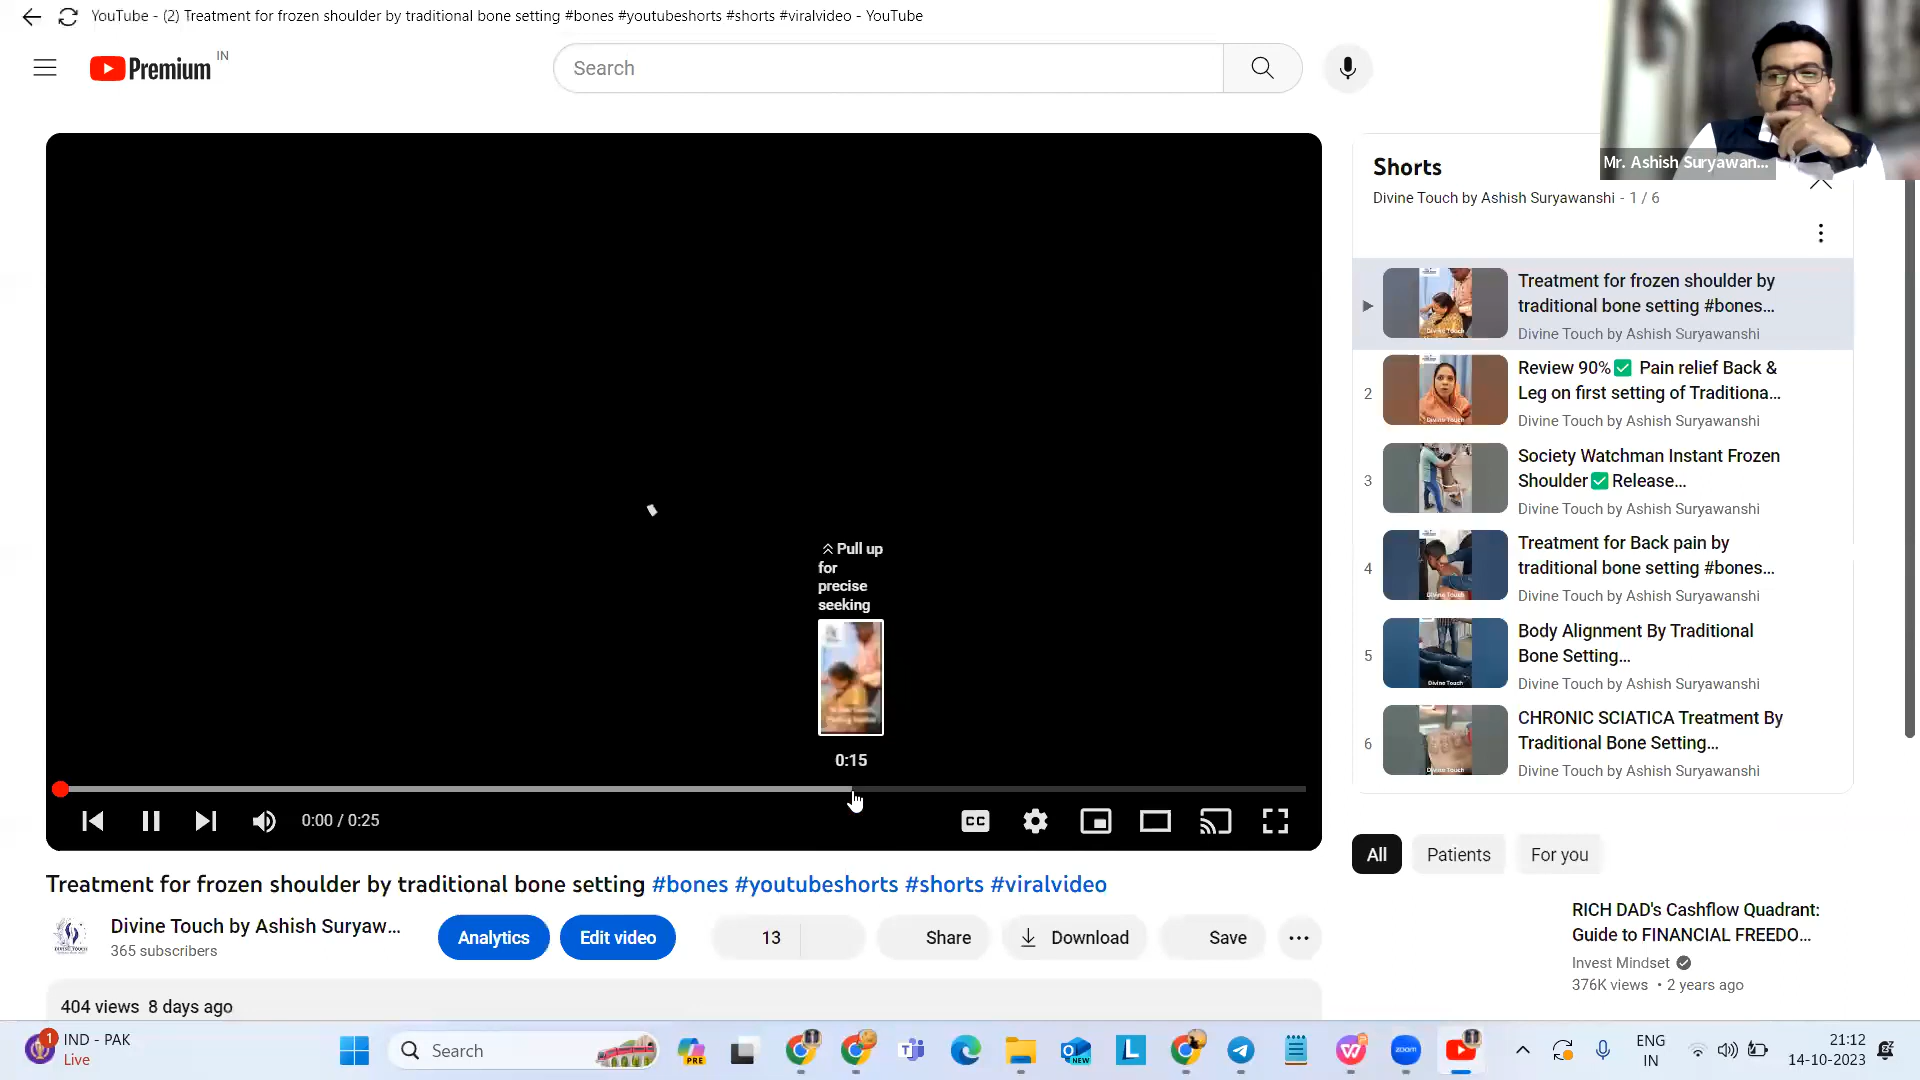 YouTube - (2) Treatment for frozen shoulder by traditional bone setting #bones #youtubeshorts #shorts #viralvideo - YouTube
Premium IN
Search
Mr. Ashish Suryawan...
Shorts
Divine Touch by Ashish Suryawanshi - 1 / 6
Treatment for frozen shoulder by
traditional bone setting #bones...
Divine Touch by Ashish Suryawanshi
2
Review 90%✅ Pain relief Back &
Leg on first setting of Traditiona...
Divine Touch by Ashish Suryawanshi
3
Society Watchman Instant Frozen
Shoulder✅Release...
Divine Touch by Ashish Suryawanshi
4
Treatment for Back pain by
traditional bone setting #bones...
Divine Touch by Ashish Suryawanshi
5
Body Alignment By Traditional
Bone Setting...
Divine Touch by Ashish Suryawanshi
6
CHRONIC SCIATICA Treatment By
Traditional Bone Setting...
Divine Touch by Ashish Suryawanshi
Pull up
for
precise
seeking
0:15
0:00 / 0:25
CC
Treatment for frozen shoulder by traditional bone setting #bones #youtubeshorts #shorts #viralvideo
Divine Touch by Ashish Suryaw...
365 subscribers
Analytics
Edit video
13
Share
Download
Save
404 views 8 days ago
All
Patients
For you
RICH DAD's Cashflow Quadrant:
Guide to FINANCIAL FREEDO...
Invest Mindset
376K views • 2 years ago
1
IND - PAK
Live
Search
PRE
NEW
L
zoom
ENG
IN
21:12
14-10-2023